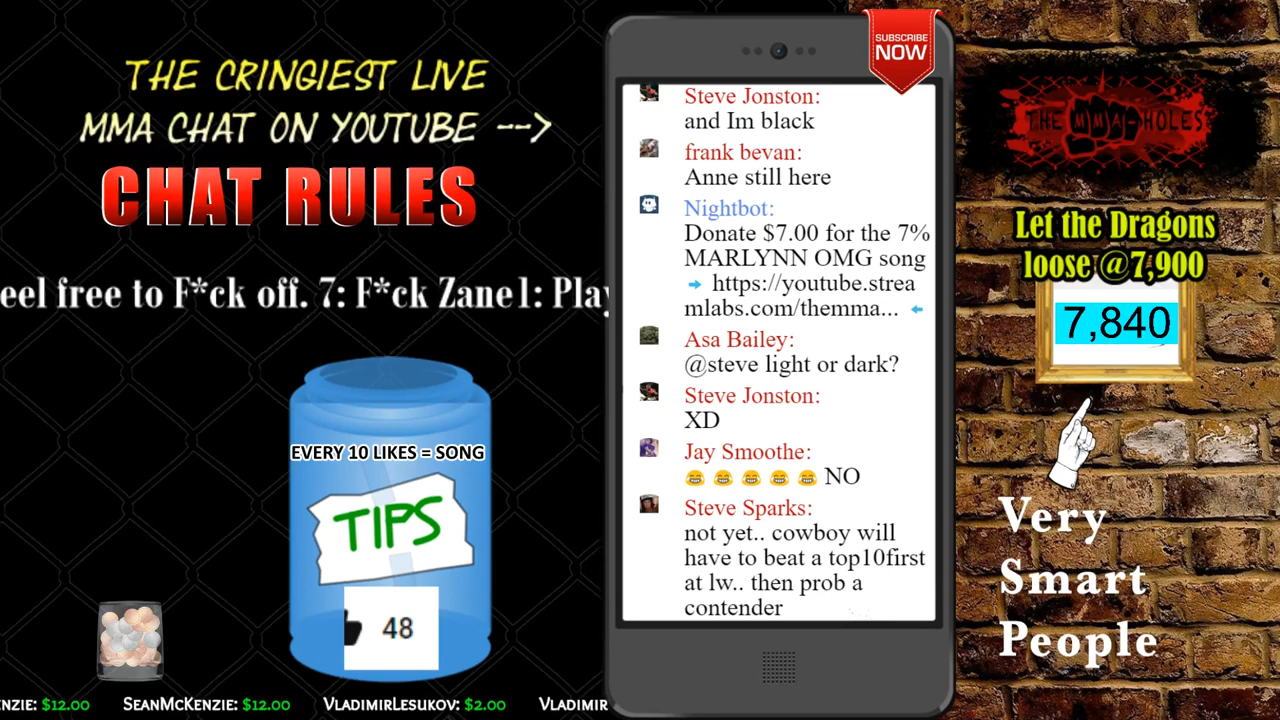 THE CRINGIEST LIVE
MMA CHAT ON YOUTUBE -->
CHAT RULES
eel free to F*ck off. 7: F*ck Zane1: Play
EVERY 10 LIKES = SONG
TIPS
48
ENZIE: $12.00 SEANMCKENZIE: $12.00 VLADIMIRLESUKOV: $2.00 VLADIMIR
SUBSCRIBE
NOW
Steve Jonston:
and Im black
frank bevan:
Anne still here
Nightbot:
Donate $7.00 for the 7%
MARLYNN OMG song
➡ https://youtube.strea
mlabs.com/themma... ⬅
Asa Bailey:
@steve light or dark?
Steve Jonston:
XD
Jay Smoothe:
😂 😂 😂 😂 😂 NO
Steve Sparks:
not yet.. cowboy will
have to beat a top10first
at lw.. then prob a
contender
THE MMA-HOLES
Let the Dragons
loose @7,900
7,840
Very
Smart
People